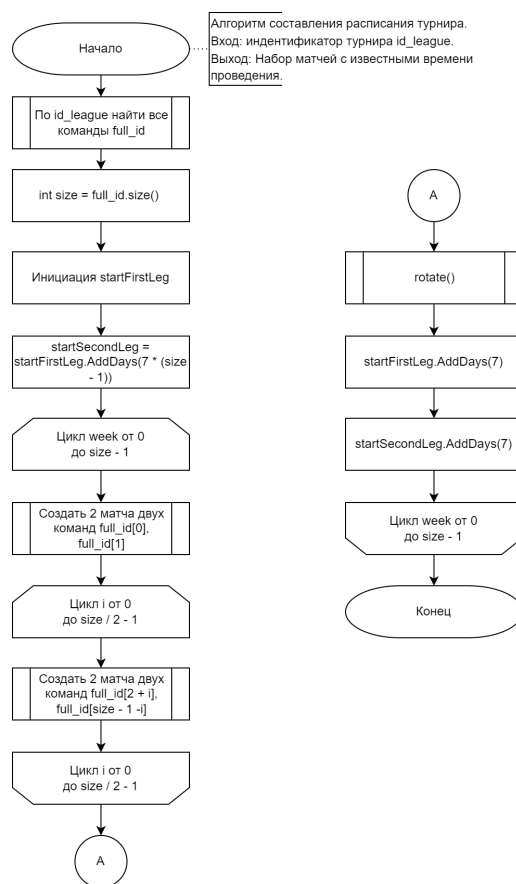 Начало
Алгоритм составления расписания турнира.
Вход: индентификатор турнира id_league.
Выход: Набор матчей с известными времени
проведения.
По id_league найти все
команды full_id
int size = full_id.size()
Инициация startFirstLeg
startSecondLeg =
startFirstLeg.AddDays(7 * (size
- 1))
Цикл week от 0
до size - 1
Создать 2 матча двух
команд full_id[0],
full_id[1]
Цикл i от 0
до size / 2 - 1
Создать 2 матча двух
команд full_id[2 + i],
full_id[size - 1 -i]
Цикл i от 0
до size / 2 - 1
A
A
rotate()
startFirstLeg.AddDays(7)
startSecondLeg.AddDays(7)
Цикл week от 0
до size - 1
Конец